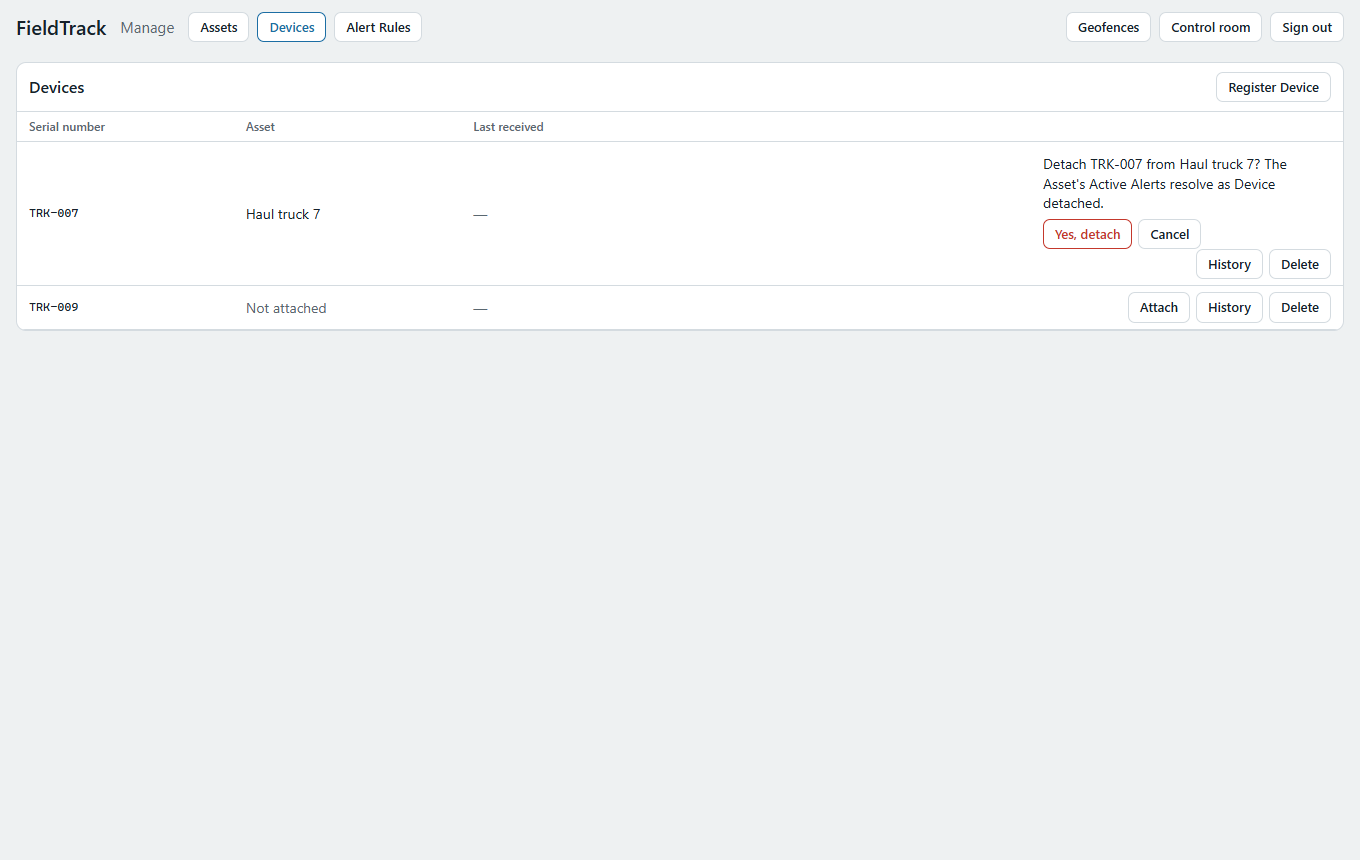 FieldTrack Manage Assets Devices Alert Rules Geofences Control room Sign out
Devices Register Device
Serial number Asset Last received
Detach TRK-007 from Haul truck 7? The
Asset's Active Alerts resolve as Device
detached.
TRK-007 Haul truck 7 —
Yes, detach Cancel
History Delete
TRK-009 Not attached — Attach History Delete